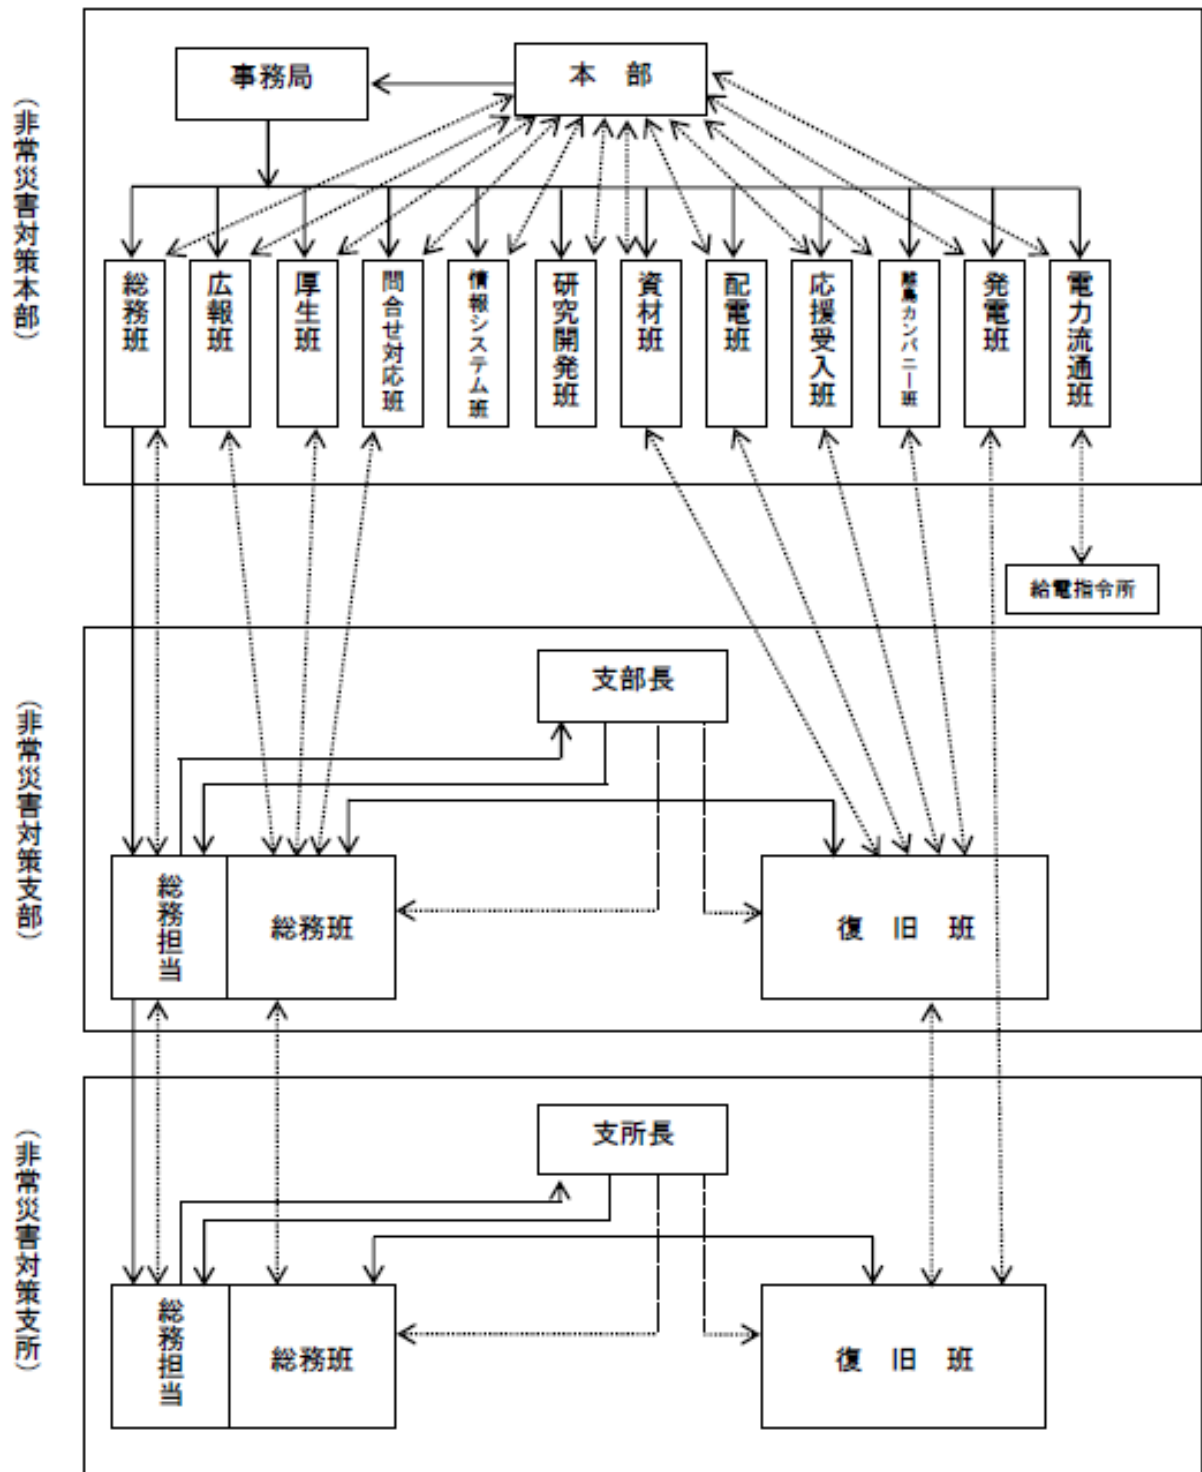 (非常災害対策本部)
事務局
本 部
総務班
広報班
厚生班
問合せ対応班
情報システム班
研究開発班
資材班
配電班
応援受入班
離島カンパニー班
発電班
電力流通班
給電指令所
(非常災害対策支部)
支部長
総務担当
総務班
復 旧 班
(非常災害対策支所)
支所長
総務担当
総務班
復 旧 班